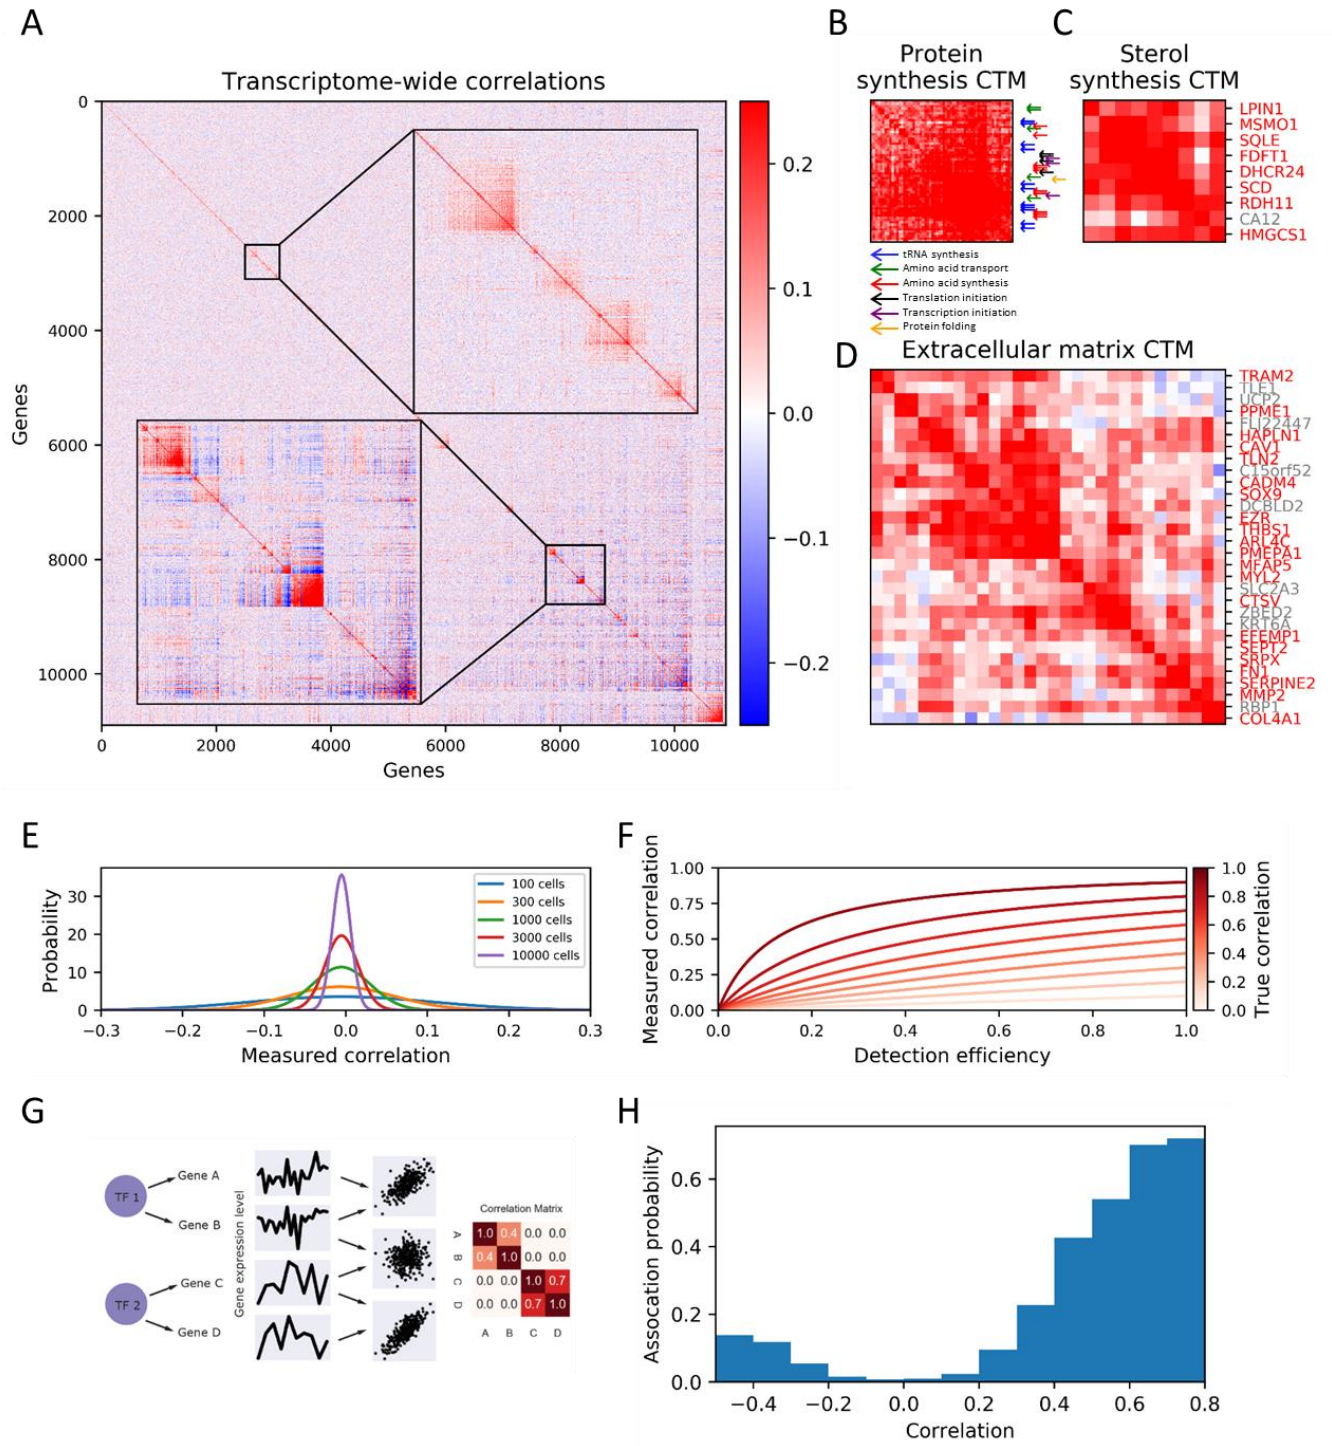 A
Transcriptome-wide correlations
0
2000
4000
6000
8000
10000
Genes
0
2000
4000
6000
8000
10000
Genes
0.2
0.1
0.0
−0.1
−0.2
B
Protein
synthesis CTM
tRNA synthesis
Amino acid transport
Amino acid synthesis
Translation initiation
Transcription initiation
Protein folding
C
Sterol
synthesis CTM
LPIN1
MSMO1
SQLE
FDFT1
DHCR24
SCD
RDH11
CA12
HMGCS1
D
Extracellular matrix CTM
TRAM2
TLE1
UCP2
PPME1
FLJ22447
HAPLN1
CAV1
TLN2
C15orf52
CADM4
SOX9
DCBLD2
EZR
THBS1
ARL4C
PMEPA1
MFAP5
MYL2
SLC2A3
CTSV
ZBED2
KRT6A
EFEMP1
SEPT2
SRPX
EN1
SERPINE2
MMP2
RBP1
COL4A1
E
Probability
30
20
10
0
−0.3
−0.2
−0.1
0.0
0.1
0.2
0.3
Measured correlation
100 cells
300 cells
1000 cells
3000 cells
10000 cells
F
Measured correlation
1.00
0.75
0.50
0.25
0.00
0.0
0.2
0.4
0.6
0.8
1.0
Detection efficiency
1.0
0.8
0.6
0.4
0.2
0.0
True correlation
G
TF 1
Gene A
Gene B
TF 2
Gene C
Gene D
Gene expression level
Correlation Matrix
A 1.0 0.4 0.0 0.0
B 0.4 1.0 0.0 0.0
C 0.0 0.0 1.0 0.7
D 0.0 0.0 0.7 1.0
A B C D
H
Assocation probability
0.6
0.4
0.2
0.0
−0.4
−0.2
0.0
0.2
0.4
0.6
0.8
Correlation